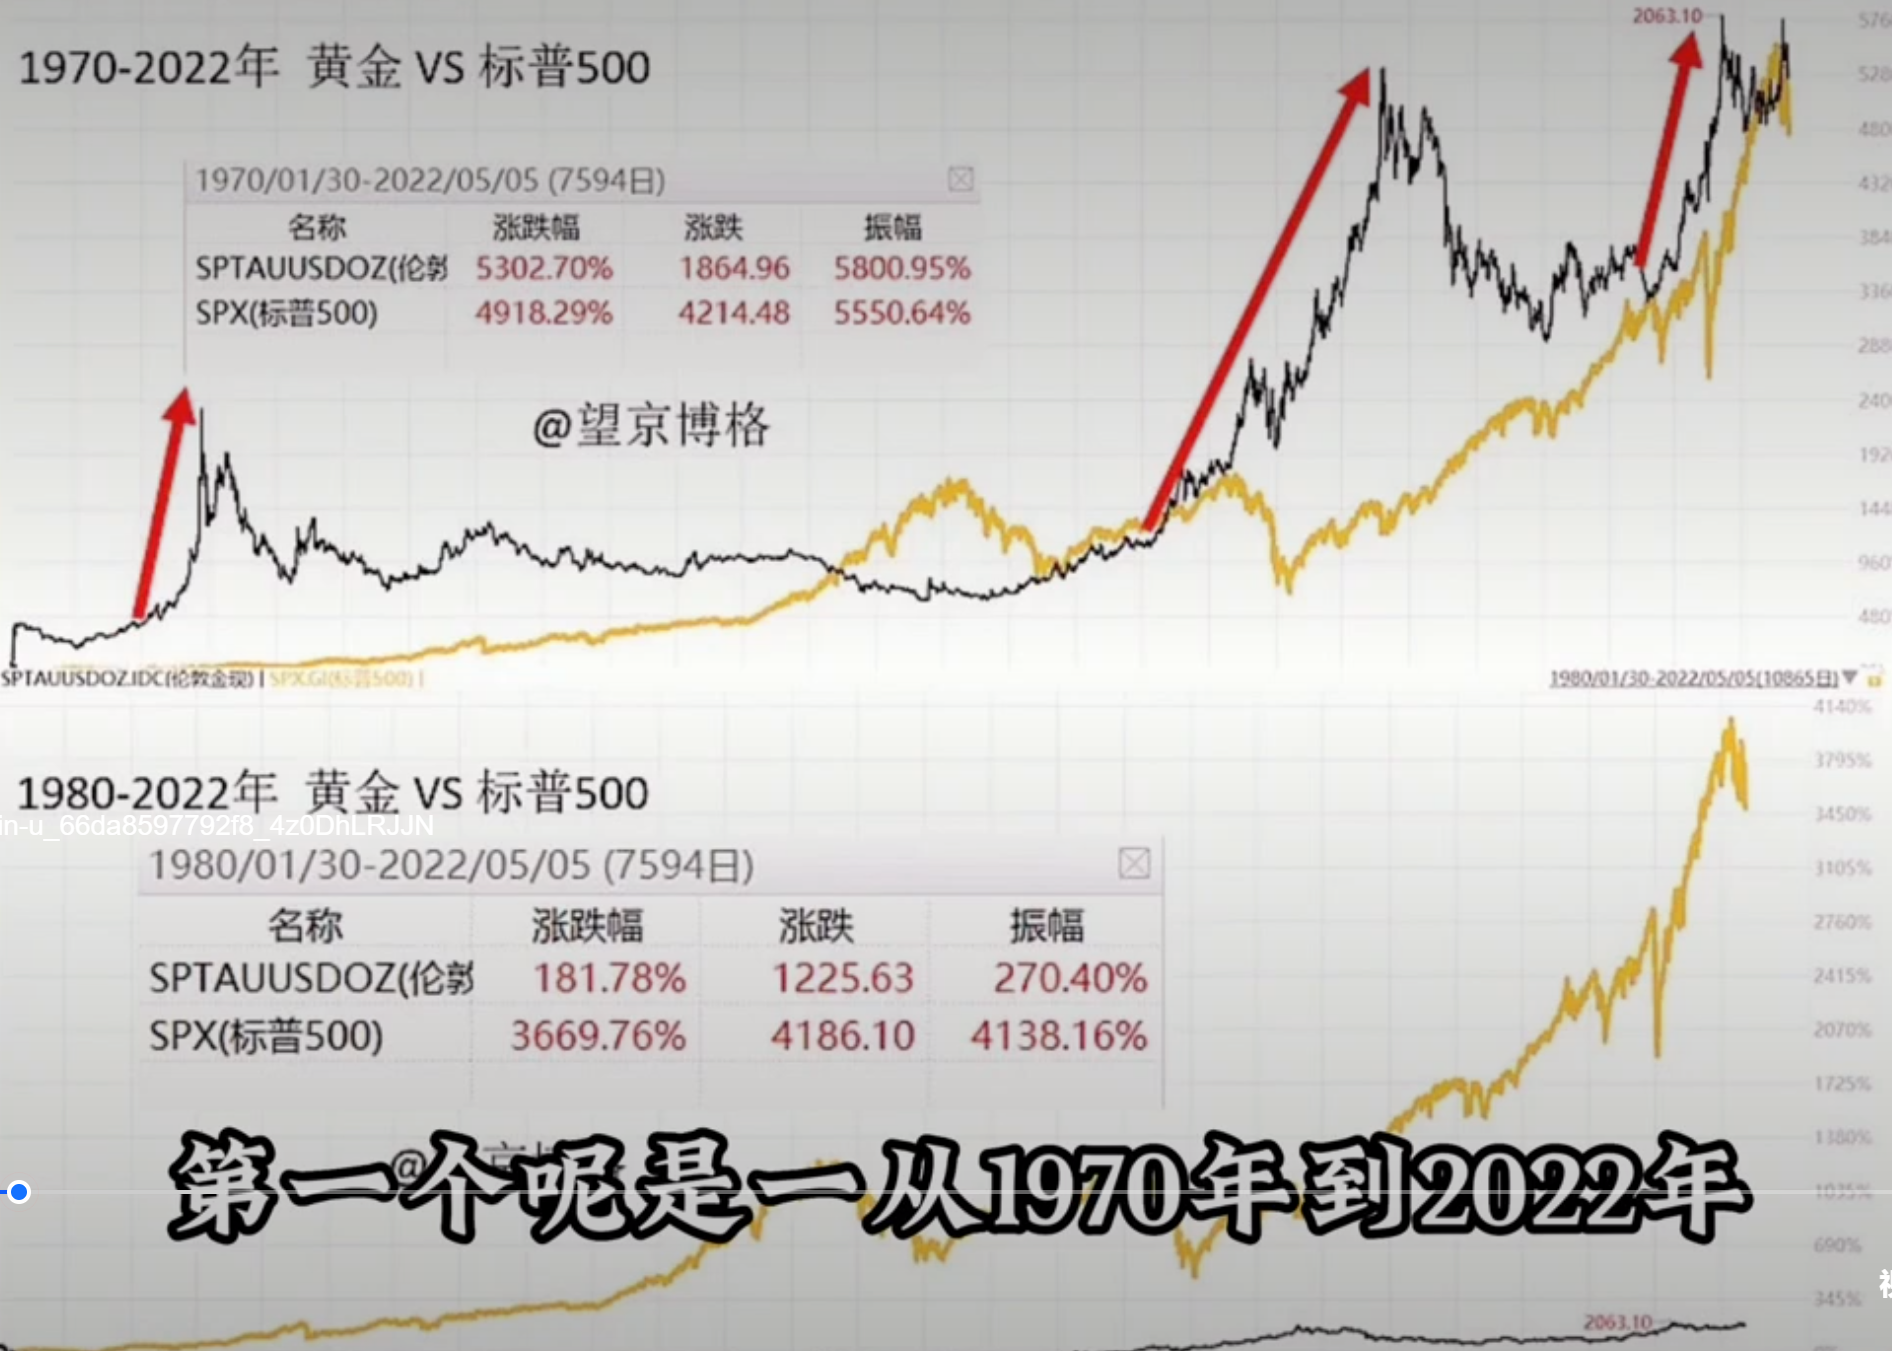 2063.10
576
1970-2022年 黄金 VS 标普500
528
480
1970/01/30-2022/05/05 (7594日)
432
名称 涨跌幅 涨跌 振幅
384
SPTAUUSDOZ(伦敦 5302.70% 1864.96 5800.95%
336
SPX(标普500) 4918.29% 4214.48 5550.64%
288
240
@望京博格
192
144
960
480
SPTAUUSDOZ.IDC(伦敦金现) | SPX.GI(标普500) |
1980/01/30-2022/05/05(10865日)
4140%
3795%
1980-2022年 黄金 VS 标普500
3450%
in-u_66da8597792f8_4z0DhLRJJN
1980/01/30-2022/05/05 (7594日)
3105%
名称 涨跌幅 涨跌 振幅
2760%
SPTAUUSDOZ(伦敦 181.78% 1225.63 270.40%
2415%
SPX(标普500) 3669.76% 4186.10 4138.16%
2070%
1725%
1380%
第一个呢是一从1970年到2022年
1035%
690%
345%
2063.10